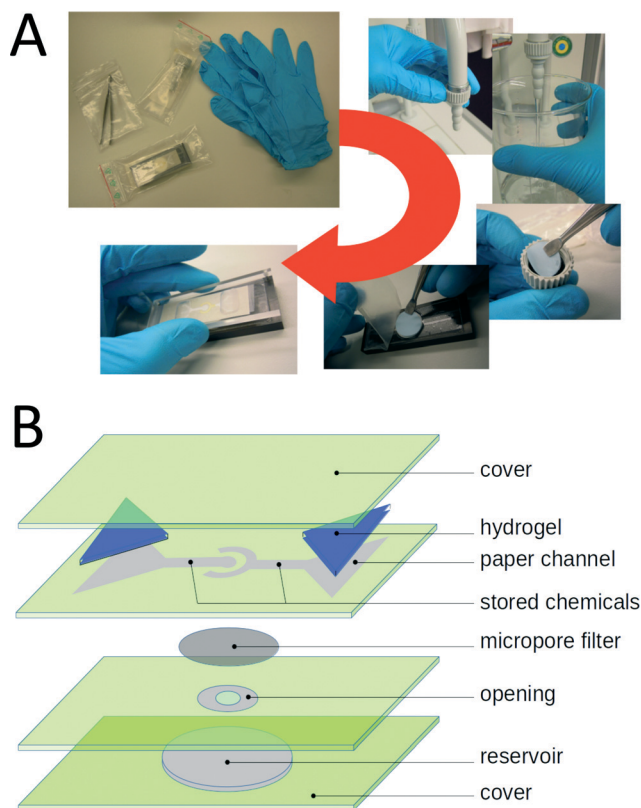 A
B
cover
hydrogel
paper channel
stored chemicals
micropore filter
opening
reservoir
cover